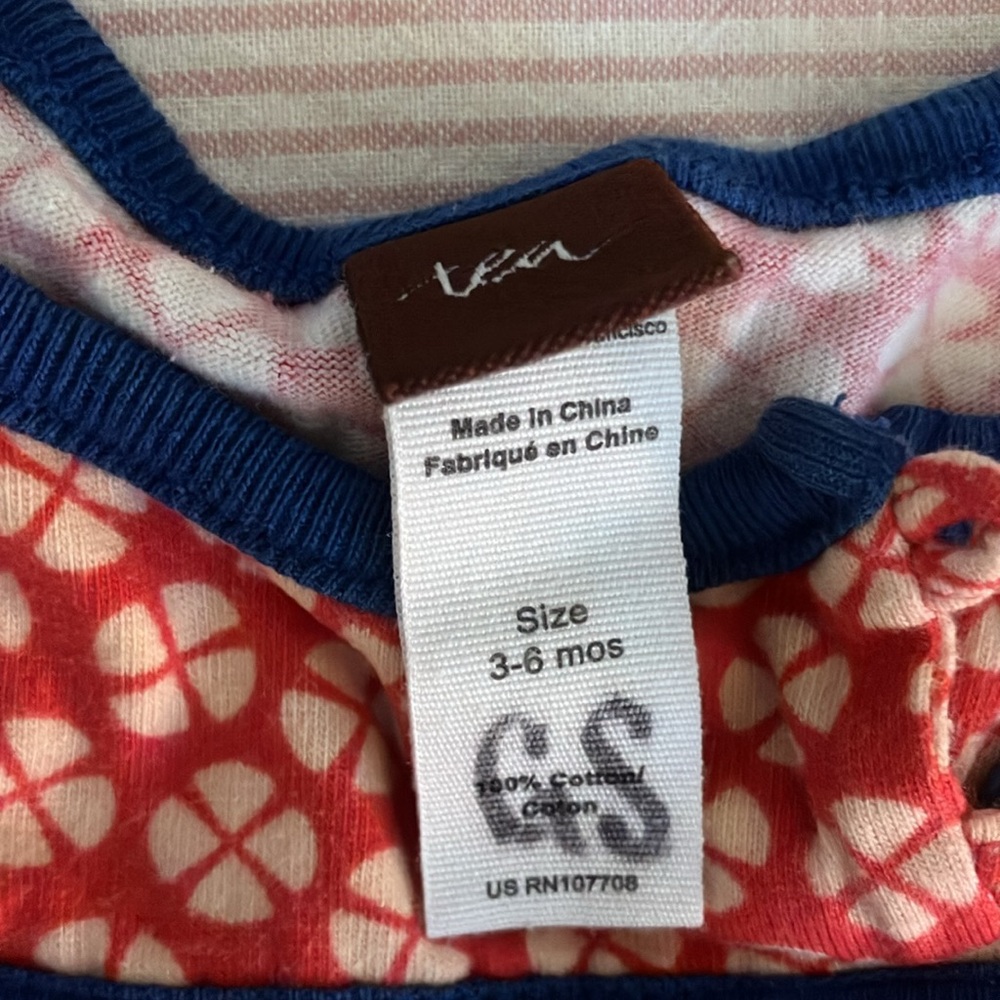 tea
ancisco
Made in China
Fabriqué en Chine
Size
3-6 mos
GS
100% Cotton/
Coton
US RN107708